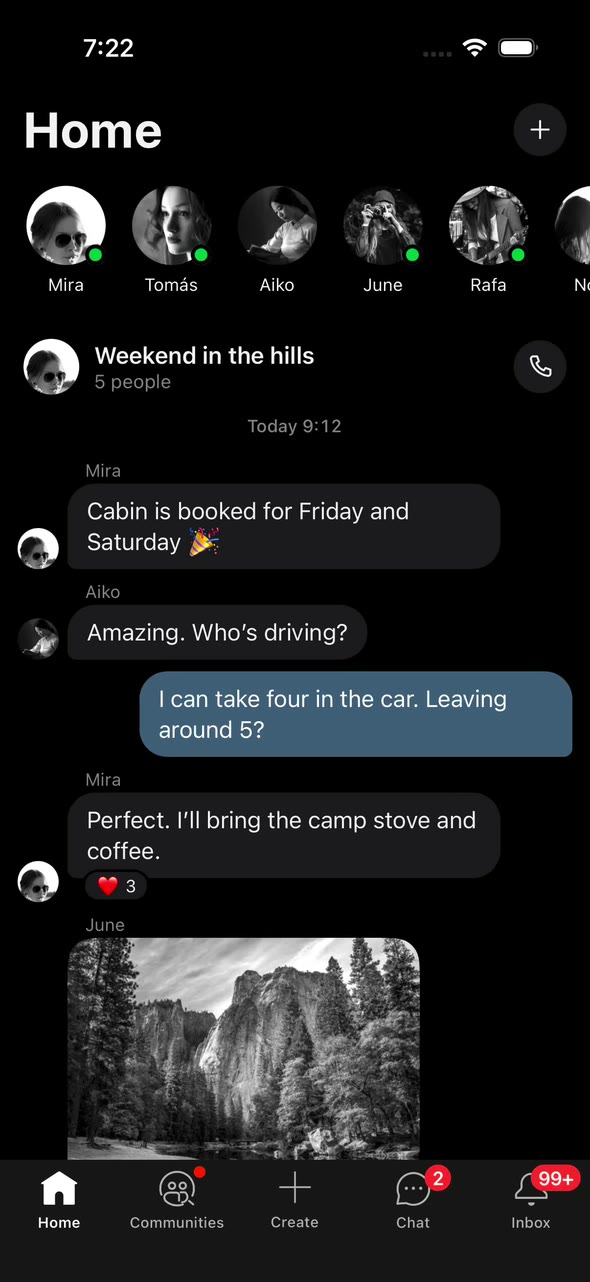 7:22
Home
Mira
Tomás
Aiko
June
Rafa
Weekend in the hills
5 people
Today 9:12
Mira
Cabin is booked for Friday and
Saturday 🎉
Aiko
Amazing. Who’s driving?
I can take four in the car. Leaving
around 5?
Mira
Perfect. I’ll bring the camp stove and
coffee.
❤️ 3
June
2
99+
Home
Communities
Create
Chat
Inbox